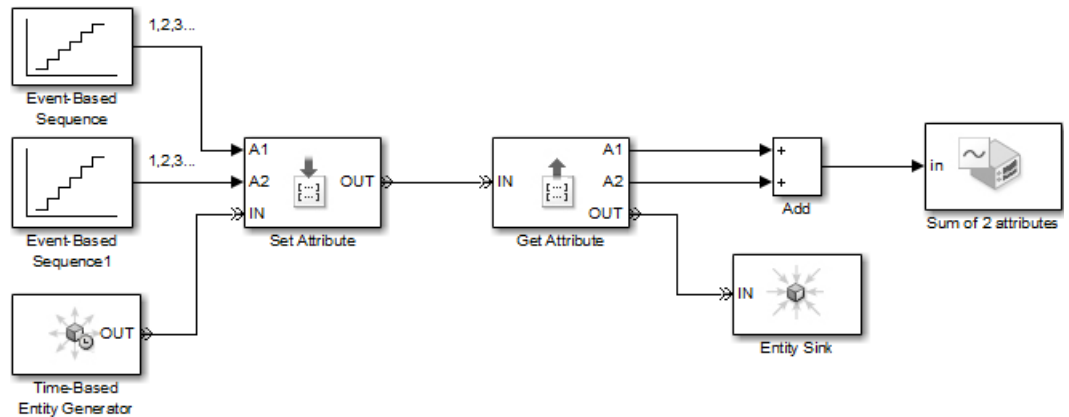 1,2,3...
Event-Based
Sequence
1,2,3...
Event-Based
Sequence1
OUT
Time-Based
Entity Generator
A1
A2
IN
OUT
[...]
Set Attribute
IN
[...]
A1
A2
OUT
Get Attribute
+
+
Add
in
Sum of 2 attributes
IN
Entity Sink